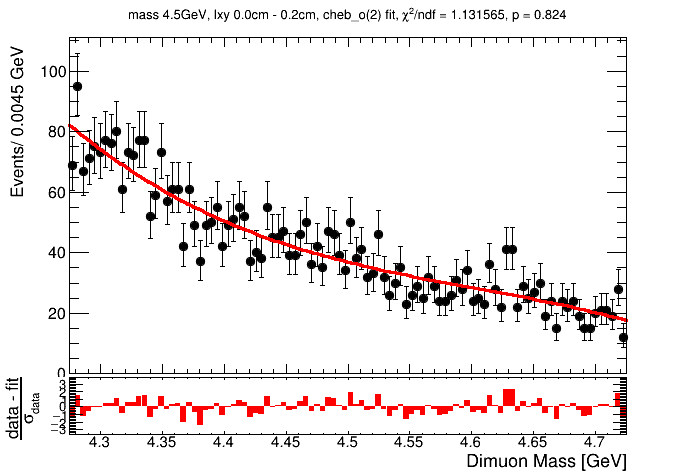 mass 4.5GeV, lxy 0.0cm - 0.2cm, cheb_o(2) fit, χ²/ndf = 1.131565, p = 0.824
Events/ 0.0045 GeV
100
80
60
40
20
0
data - fit
σdata
3
2
1
0
−1
−2
−3
4.3 4.35 4.4 4.45 4.5 4.55 4.6 4.65 4.7
Dimuon Mass [GeV]